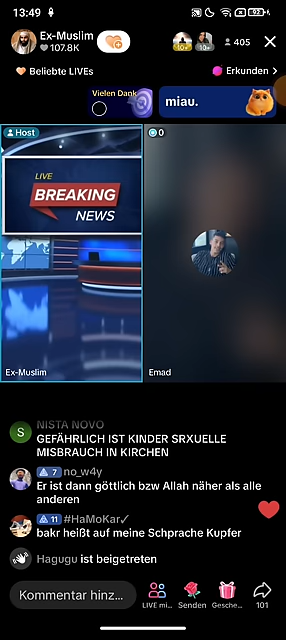 13:49
92
Ex-Muslim
107.8K
10+
10+
405
Beliebte LIVEs
Erkunden >
Vielen Dank
miau.
Host
0
LIVE
BREAKING
NEWS
Ex-Muslim
Emad
S
NISTA NOVO
GEFÄHRLICH IST KINDER SRXUELLE
MISBRAUCH IN KIRCHEN
7 no_w4y
Er ist dann göttlich bzw Allah näher als alle
anderen
11 #HaMoKar✓
bakr heißt auf meine Schprache Kupfer
Hagugu ist beigetreten
Kommentar hinz...
LIVE mi...
Senden
Gesche...
101